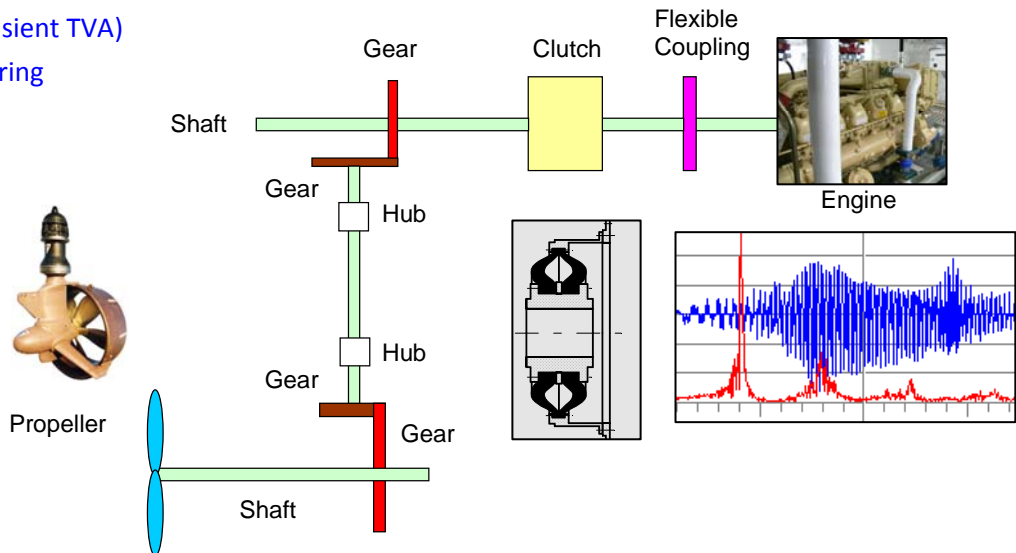 sient TVA)
ring
Gear
Clutch
Flexible
Coupling
Shaft
Gear
Hub
Engine
Hub
Gear
Propeller
Gear
Shaft